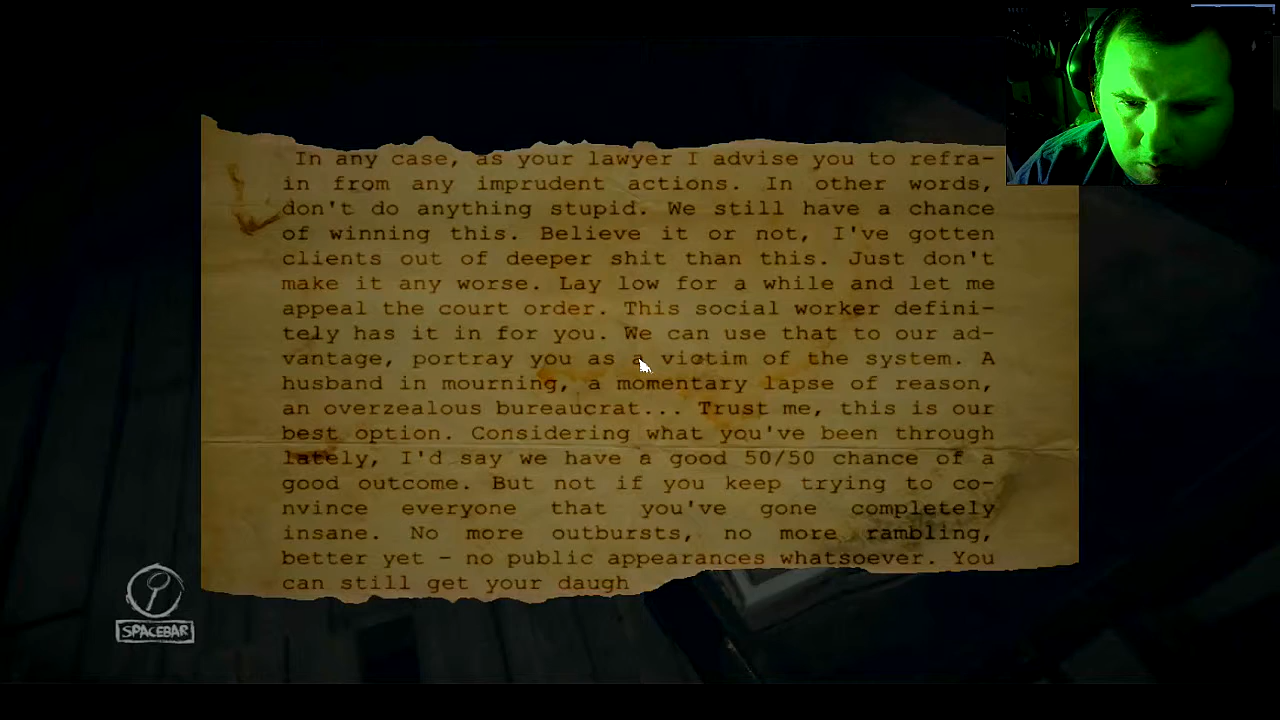 In any case, as your lawyer I advise you to refra-
in from any imprudent actions. In other words,
don't do anything stupid. We still have a chance
of winning this. Believe it or not, I've gotten
clients out of deeper shit than this. Just don't
make it any worse. Lay low for a while and let me
appeal the court order. This social worker defini-
tely has it in for you. We can use that to our ad-
vantage, portray you as a victim of the system. A
husband in mourning, a momentary lapse of reason,
an overzealous bureaucrat... Trust me, this is our
best option. Considering what you've been through
lately, I'd say we have a good 50/50 chance of a
good outcome. But not if you keep trying to co-
nvince everyone that you've gone completely
insane. No more outbursts, no more rambling,
better yet - no public appearances whatsoever. You
can still get your daugh
SPACEBAR